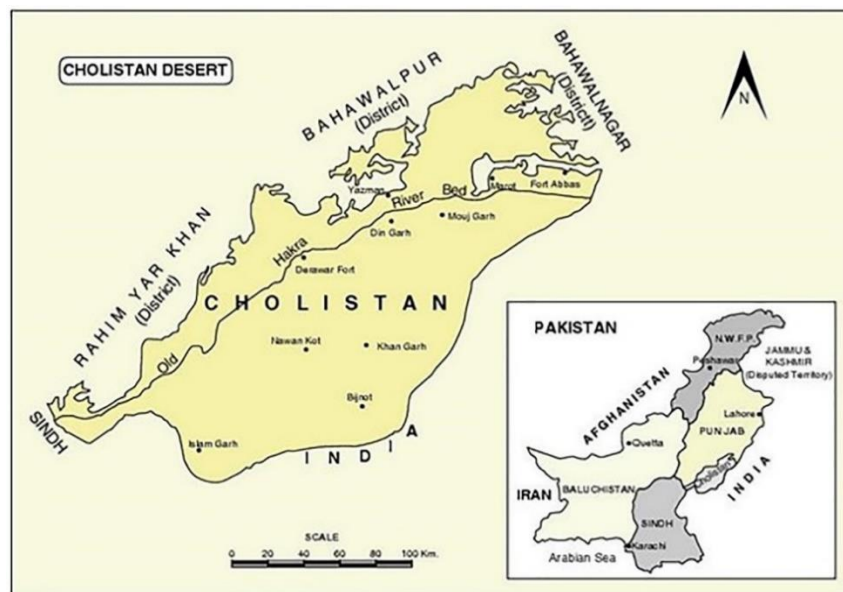 CHOLISTAN DESERT
BAHAWALPUR
(District)
BAHAWALNAGAR
(Districtt)
N
RAHIM YAR KHAN
(District)
SINDH
Yazman
Old Hakra River Bed
Marot
Fort Abbas
Din Garh
Mouj Garh
Derawar Fort
CHOLISTAN
Nawan Kot
Khan Garh
Bijnot
Islam Garh
INDIA
SCALE
0 20 40 60 80 100 Km.
PAKISTAN
N.W.F.P.
Peshawar
JAMMU &
KASHMIR
(Disputed Territory)
AFGHANISTAN
Lahore
PUNJAB
Quetta
Cholistan
INDIA
IRAN
BALUCHISTAN
SINDH
Karachi
Arabian Sea